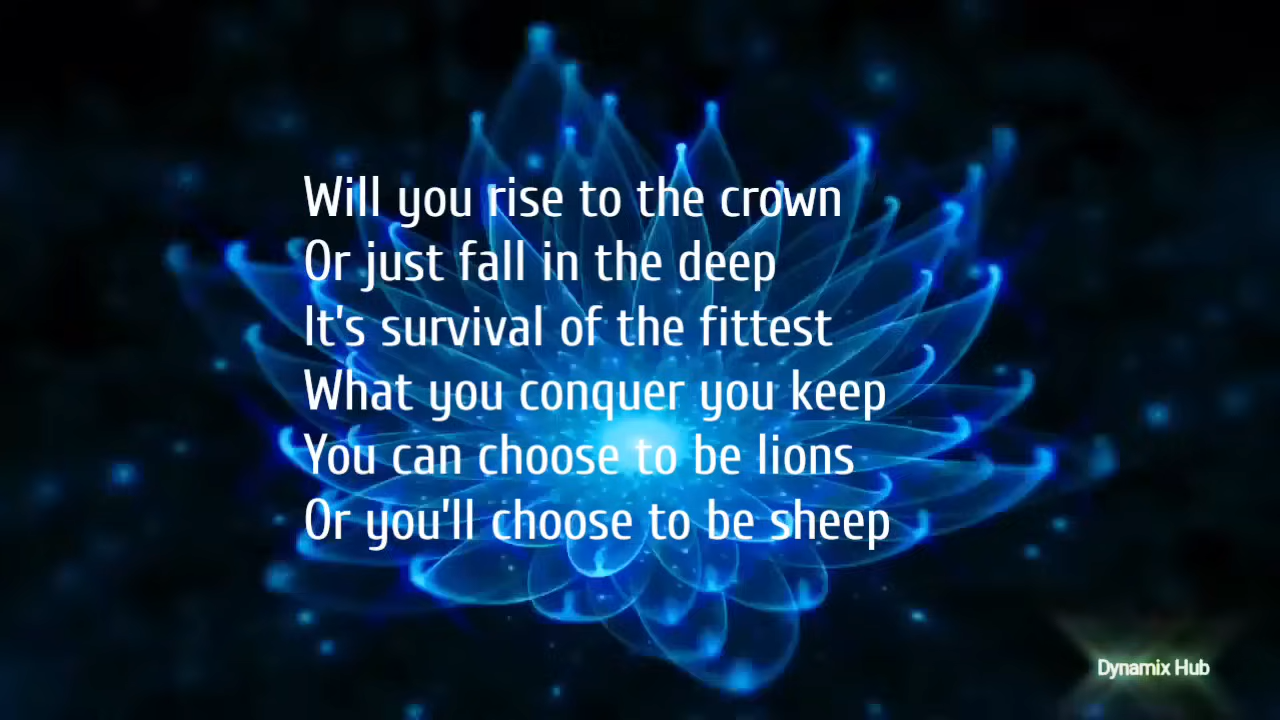 Will you rise to the crown
Or just fall in the deep
It's survival of the fittest
What you conquer you keep
You can choose to be lions
Or you'll choose to be sheep
Dynamix Hub